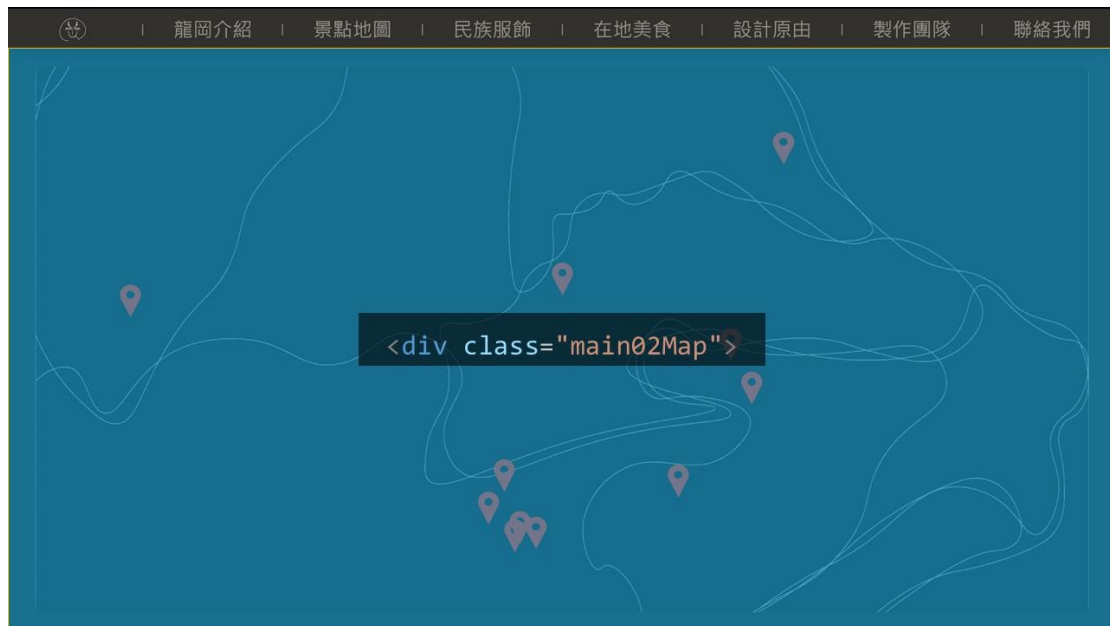 龍岡介紹 | 景點地圖 | 民族服飾 | 在地美食 | 設計原由 | 製作團隊 | 聯絡我們
<div class="main02Map">